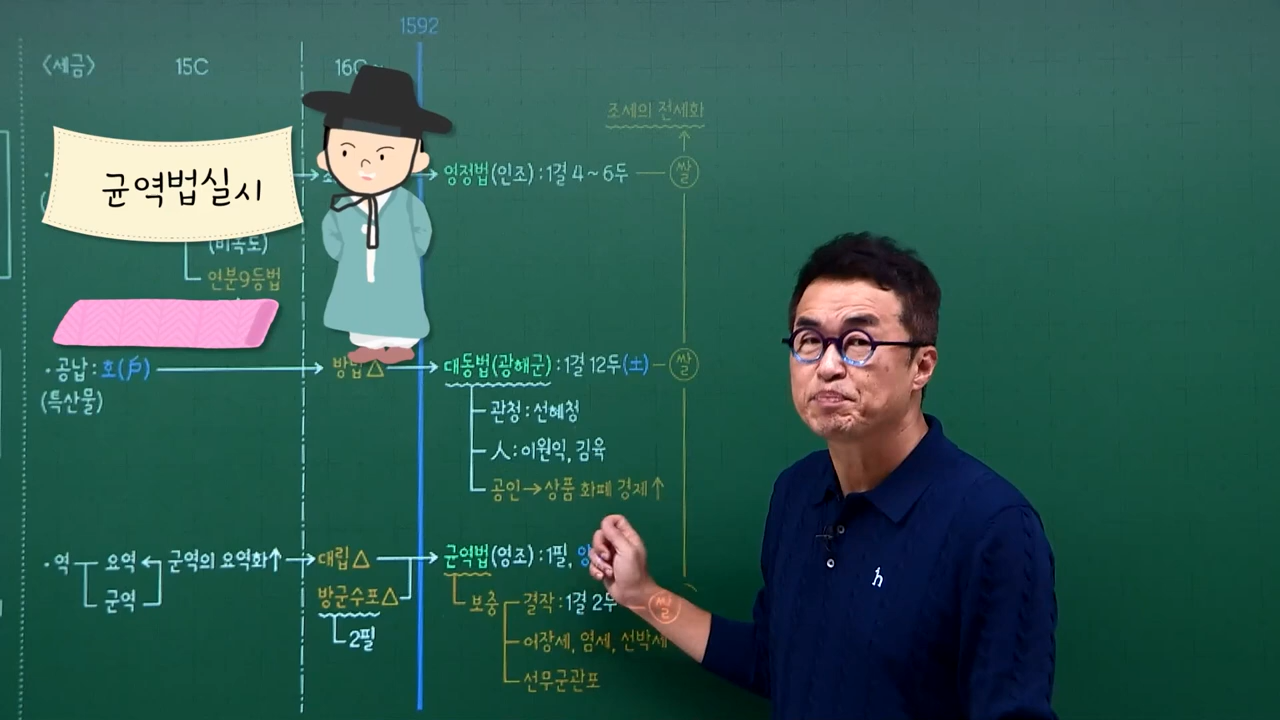 1592
〈세금〉 15C 16C~
조세의 전세화
균역법실시
영정법(인조) : 1결 4~6두 쌀
(비옥도)
연분9등법
· 공납 : 호(戶) 방납△ 대동법(광해군) : 1결 12두(土) 쌀
(특산물)
관청 : 선혜청
人 : 이원익, 김육
공인→상품 화폐 경제↑
· 역 요역 군역의 요역화↑ 대립△ 균역법(영조) : 1필,
군역
방군수포△ 보충 결작 : 1결 2두 쌀
2필
어장세, 염세, 선박세
선무군관포
h